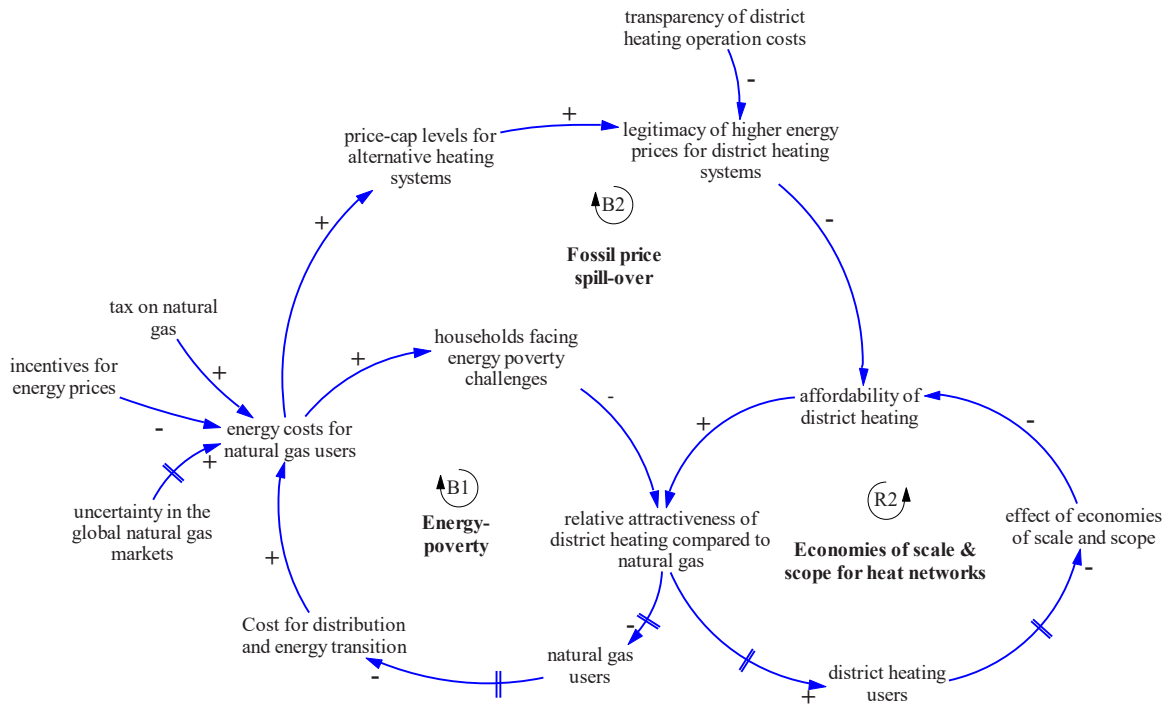 transparency of district
heating operation costs
-
+
price-cap levels for
alternative heating
systems
legitimacy of higher energy
prices for district heating
systems
B2
+
-
Fossil price
spill-over
tax on natural
gas
households facing
energy poverty
challenges
+
+
incentives for
energy prices
-
-
affordability of
district heating
+
-
energy costs for
natural gas users
+
B1
R2
uncertainty in the
global natural gas
markets
Energy-
poverty
relative attractiveness of
district heating compared to
natural gas
Economies of scale &
scope for heat networks
effect of economies
of scale and scope
+
-
Cost for distribution
and energy transition
-
-
natural gas
users
district heating
users
+